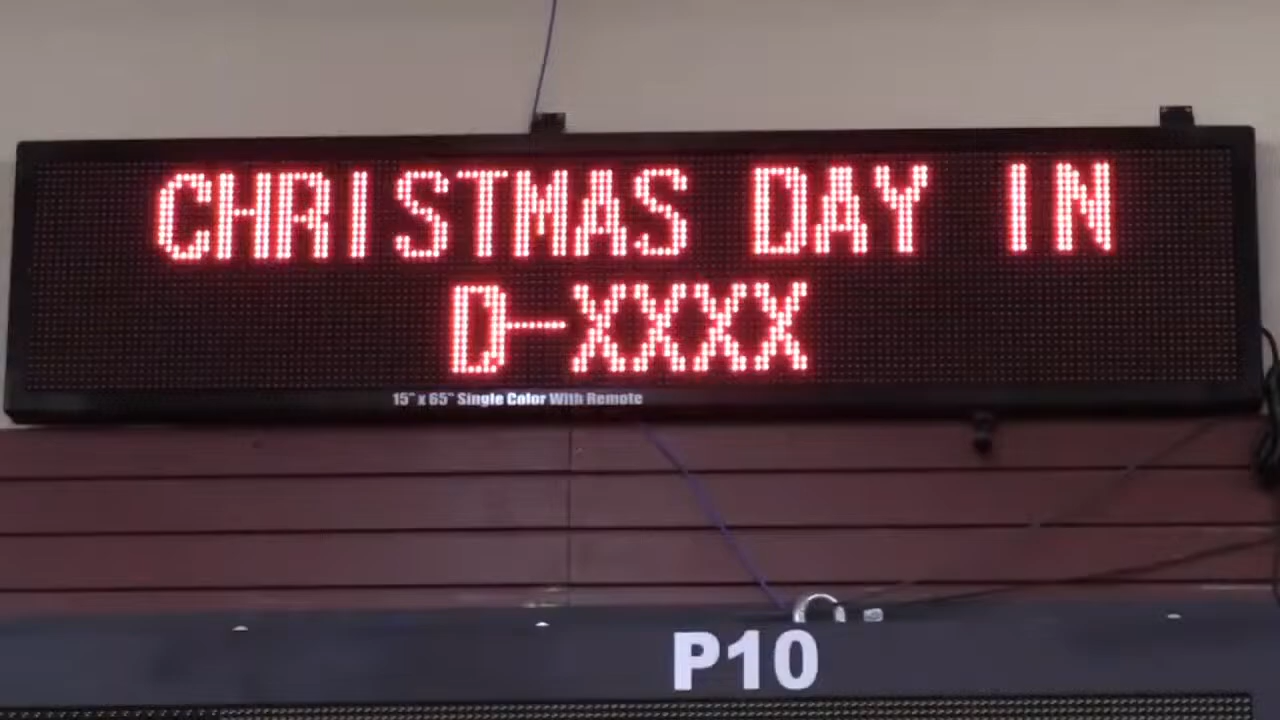 CHRISTMAS DAY IN
D-XXXX
15" x 65" Single Color With Remote
P10